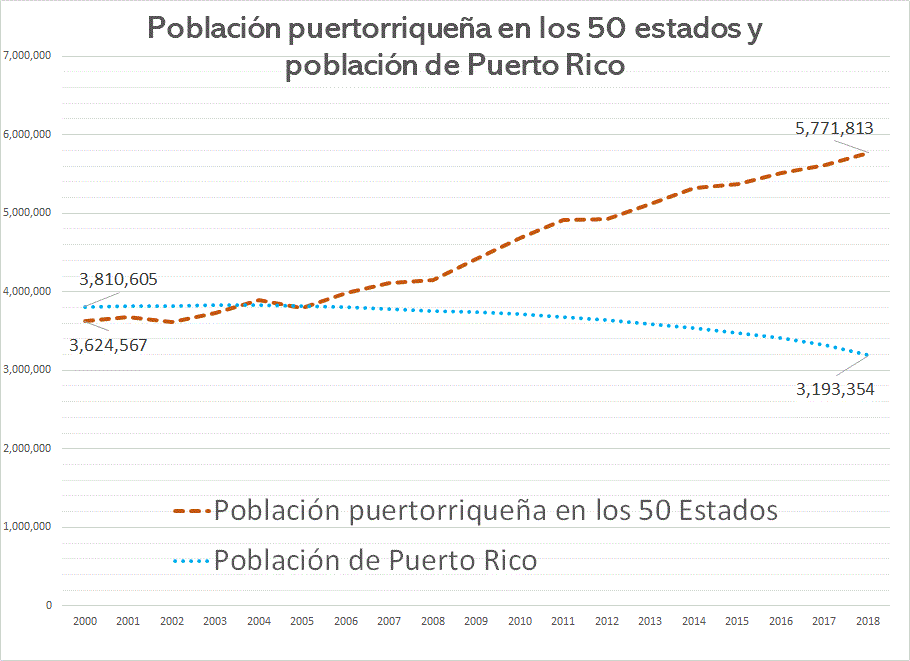 Población puertorriqueña en los 50 estados y
población de Puerto Rico
7,000,000
6,000,000
5,771,813
5,000,000
3,810,605
4,000,000
3,624,567
3,000,000
3,193,354
2,000,000
Población puertorriqueña en los 50 Estados
1,000,000
Población de Puerto Rico
0
2000 2001 2002 2003 2004 2005 2006 2007 2008 2009 2010 2011 2012 2013 2014 2015 2016 2017 2018